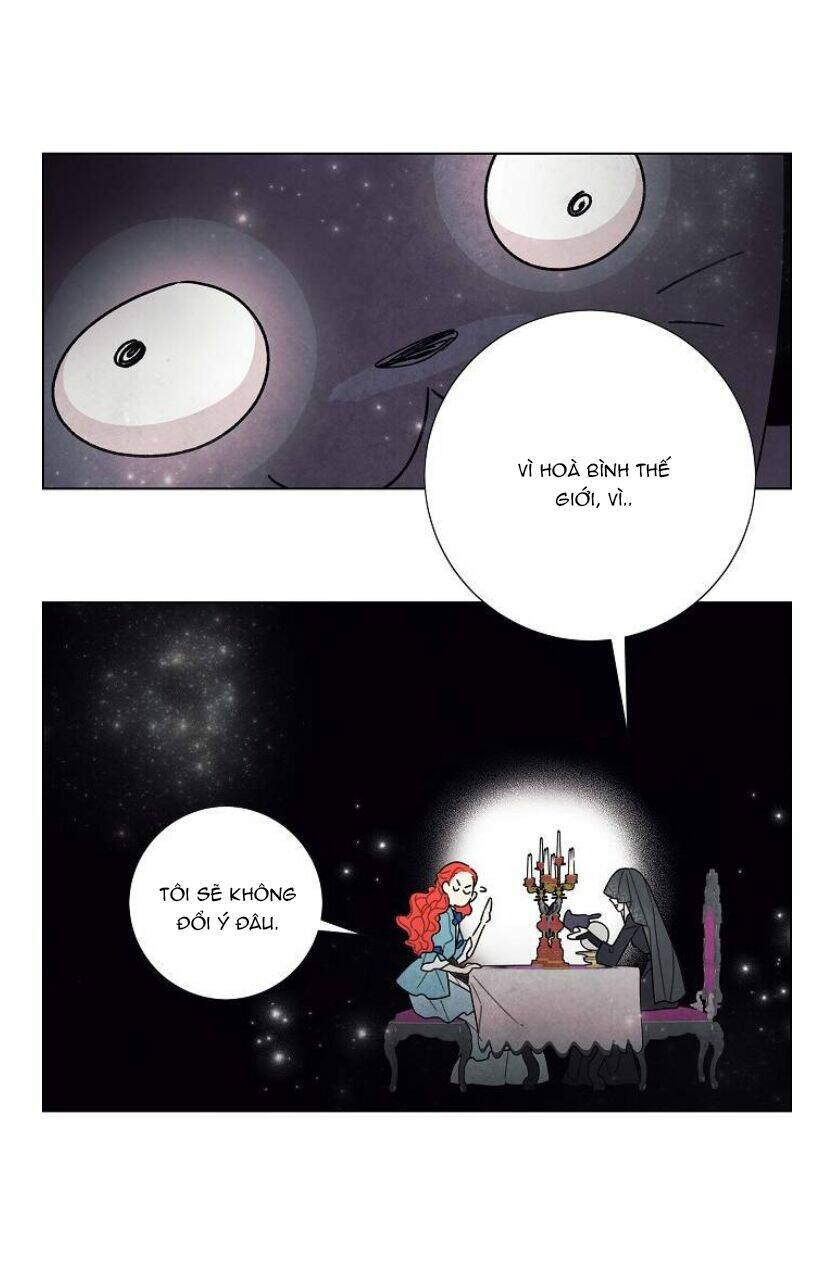 VÌ HOÀ BÌNH THẾ
GIỚI, VÌ..
TÔI SẼ KHÔNG
ĐỔI Ý ĐÂU.